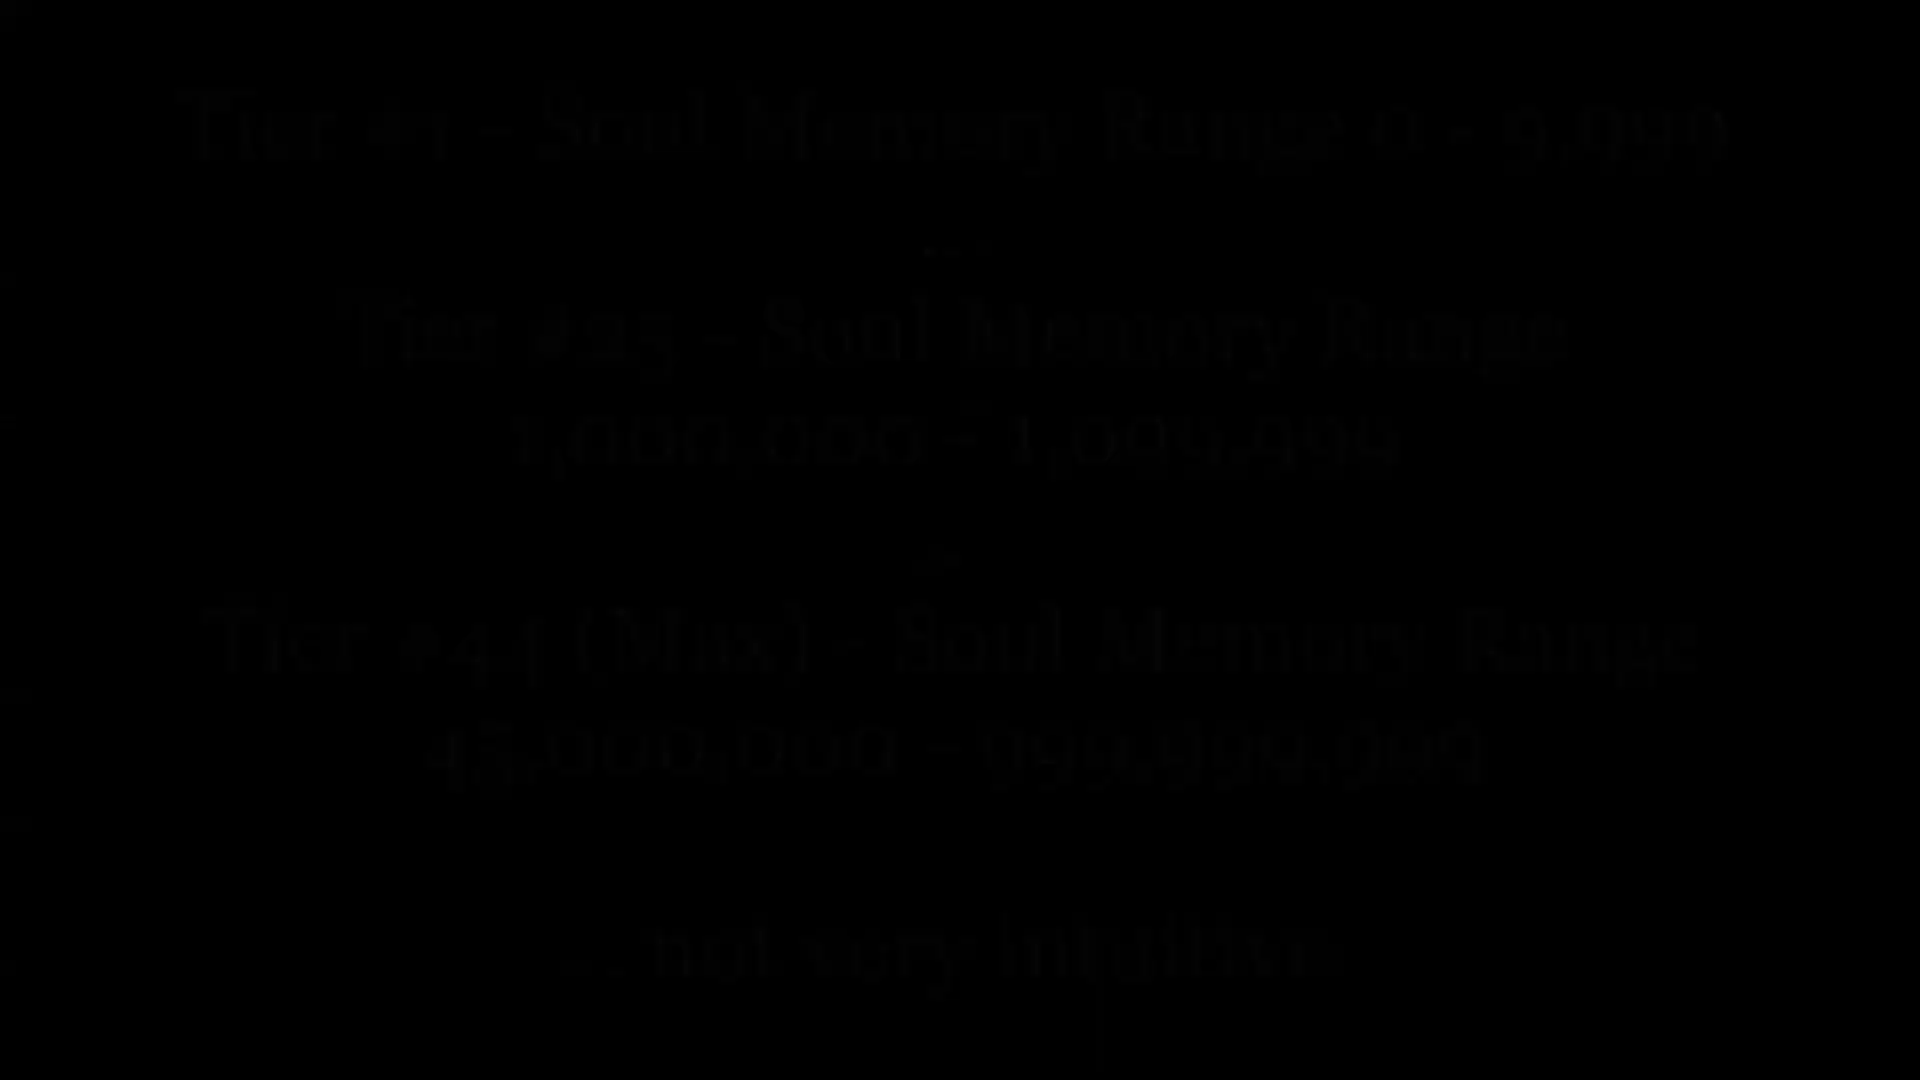 Tier #1 - Soul Memory Range 0 - 9,999
...
Tier #25 - Soul Memory Range
1,000,000 - 1,099,999
Tier #44 (Max) - Soul Memory Range
45,000,000 - 999,999,999
... not very intuitive